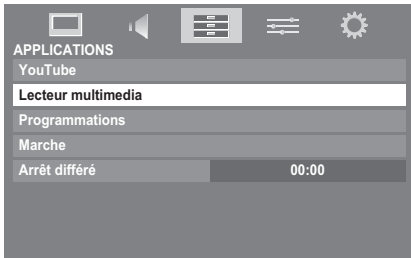 APPLICATIONS
YouTube
Lecteur multimedia
Programmations
Marche
Arrêt différé 00:00